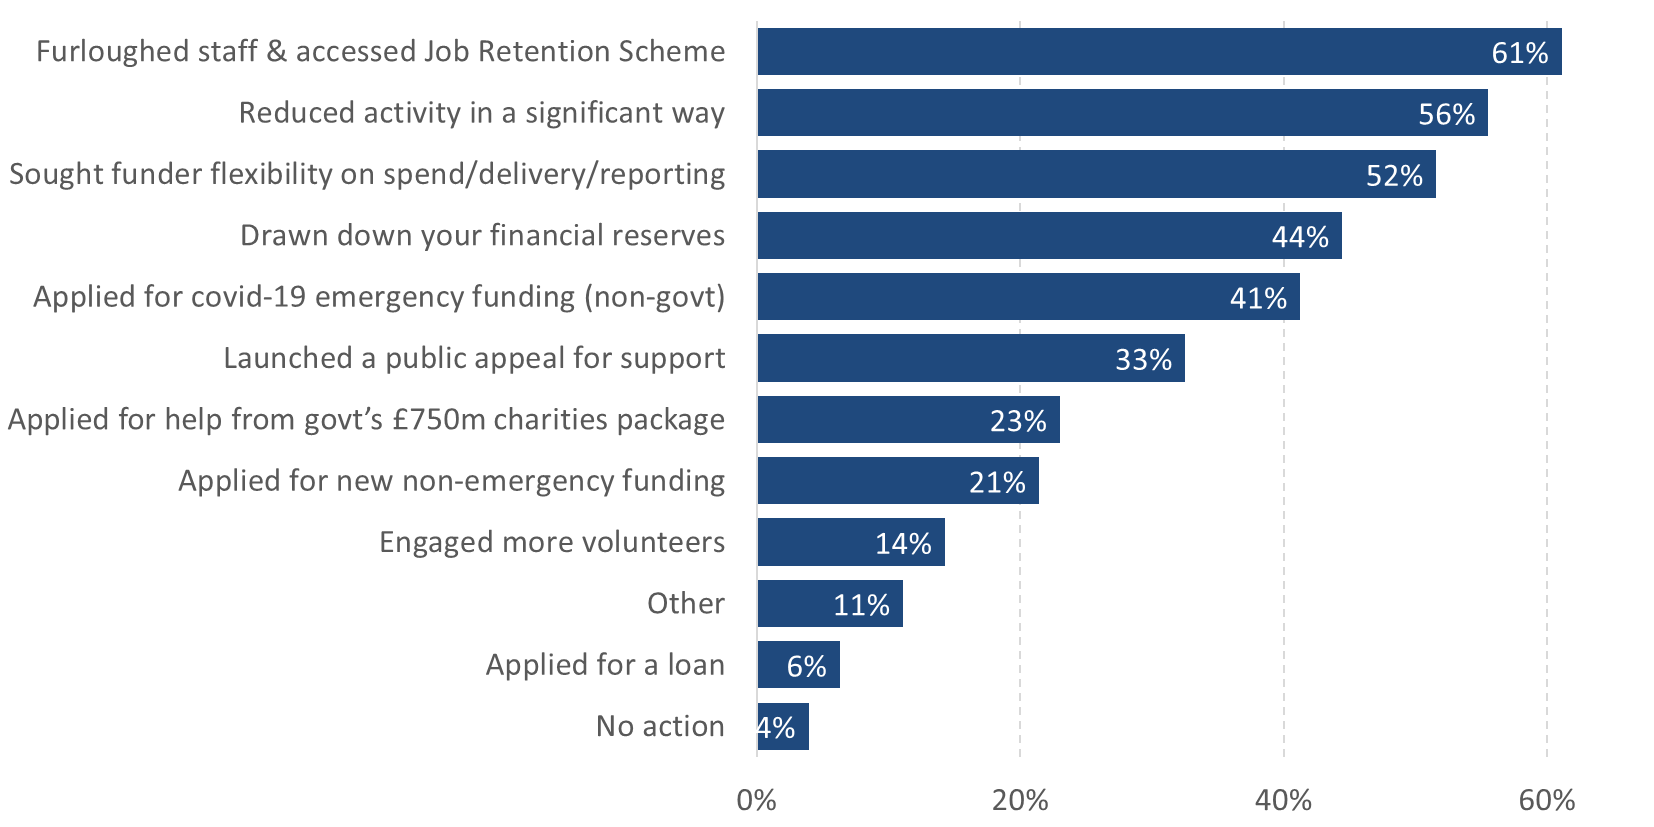 Furloughed staff & accessed Job Retention Scheme 61%
Reduced activity in a significant way 56%
Sought funder flexibility on spend/delivery/reporting 52%
Drawn down your financial reserves 44%
Applied for covid-19 emergency funding (non-govt) 41%
Launched a public appeal for support 33%
Applied for help from govt’s £750m charities package 23%
Applied for new non-emergency funding 21%
Engaged more volunteers 14%
Other 11%
Applied for a loan 6%
No action 4%
0% 20% 40% 60%